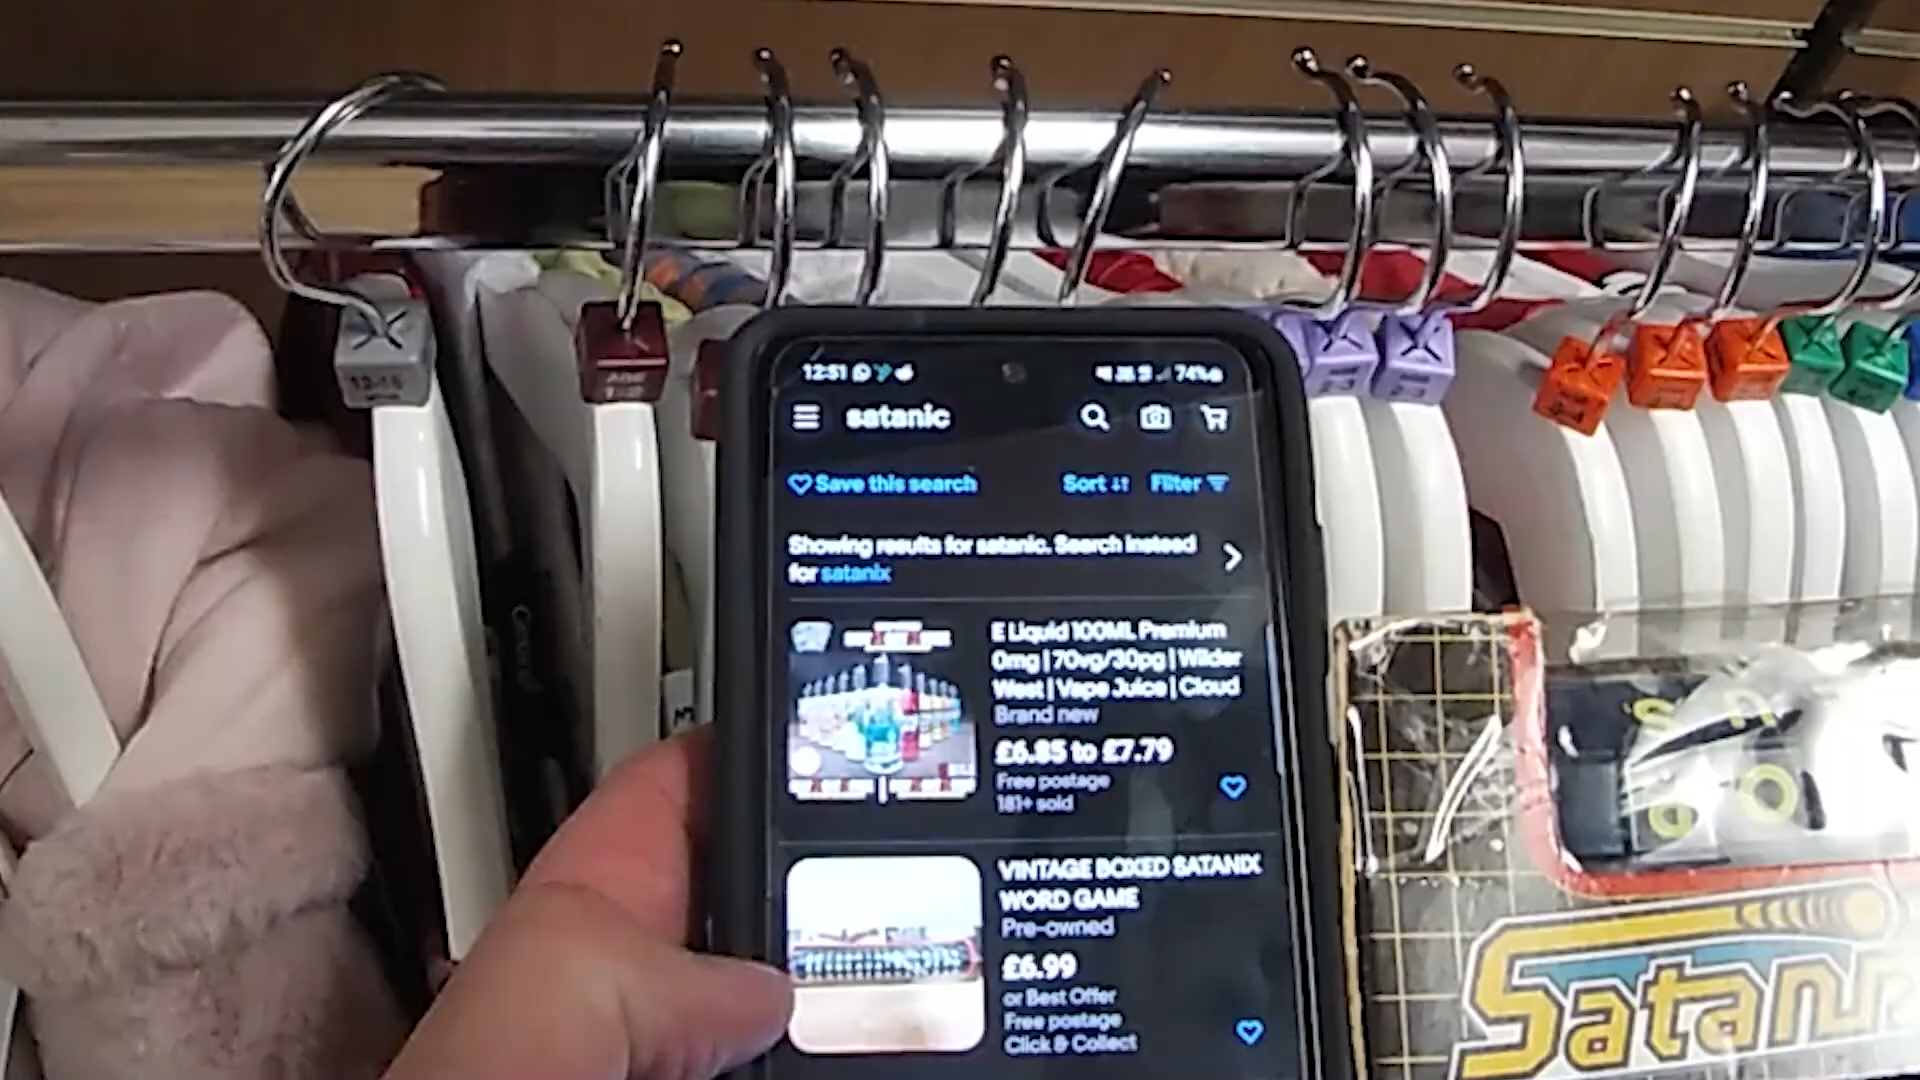 12:51
74%
satanic
Save this search
Sort
Filter
Showing results for satanic. Search instead
for satanix
E Liquid 100ML Premium
0mg | 70vg/30pg | Wilder
West | Vape Juice | Cloud
Brand new
£6.85 to £7.79
Free postage
181+ sold
VINTAGE BOXED SATANIX
WORD GAME
Pre-owned
£6.99
or Best Offer
Free postage
Click & Collect
12-18